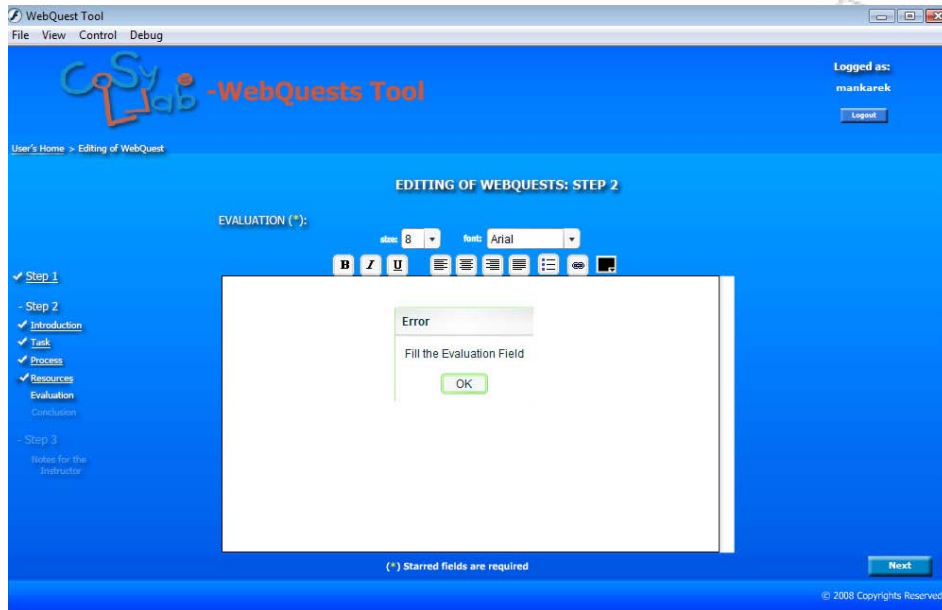 WebQuest Tool
File View Control Debug
CoSy Lab -WebQuests Tool
Logged as:
mankarek
Logout
User's Home > Editing of WebQuest
EDITING OF WEBQUESTS: STEP 2
EVALUATION (*):
size: 8 font: Arial
B I U
✔ Step 1
- Step 2
✔ Introduction
✔ Task
✔ Process
✔ Resources
Evaluation
Conclusion
- Step 3
Notes for the
Instructor
Error
Fill the Evaluation Field
OK
(*) Starred fields are required
Next
© 2008 Copyrights Reserved